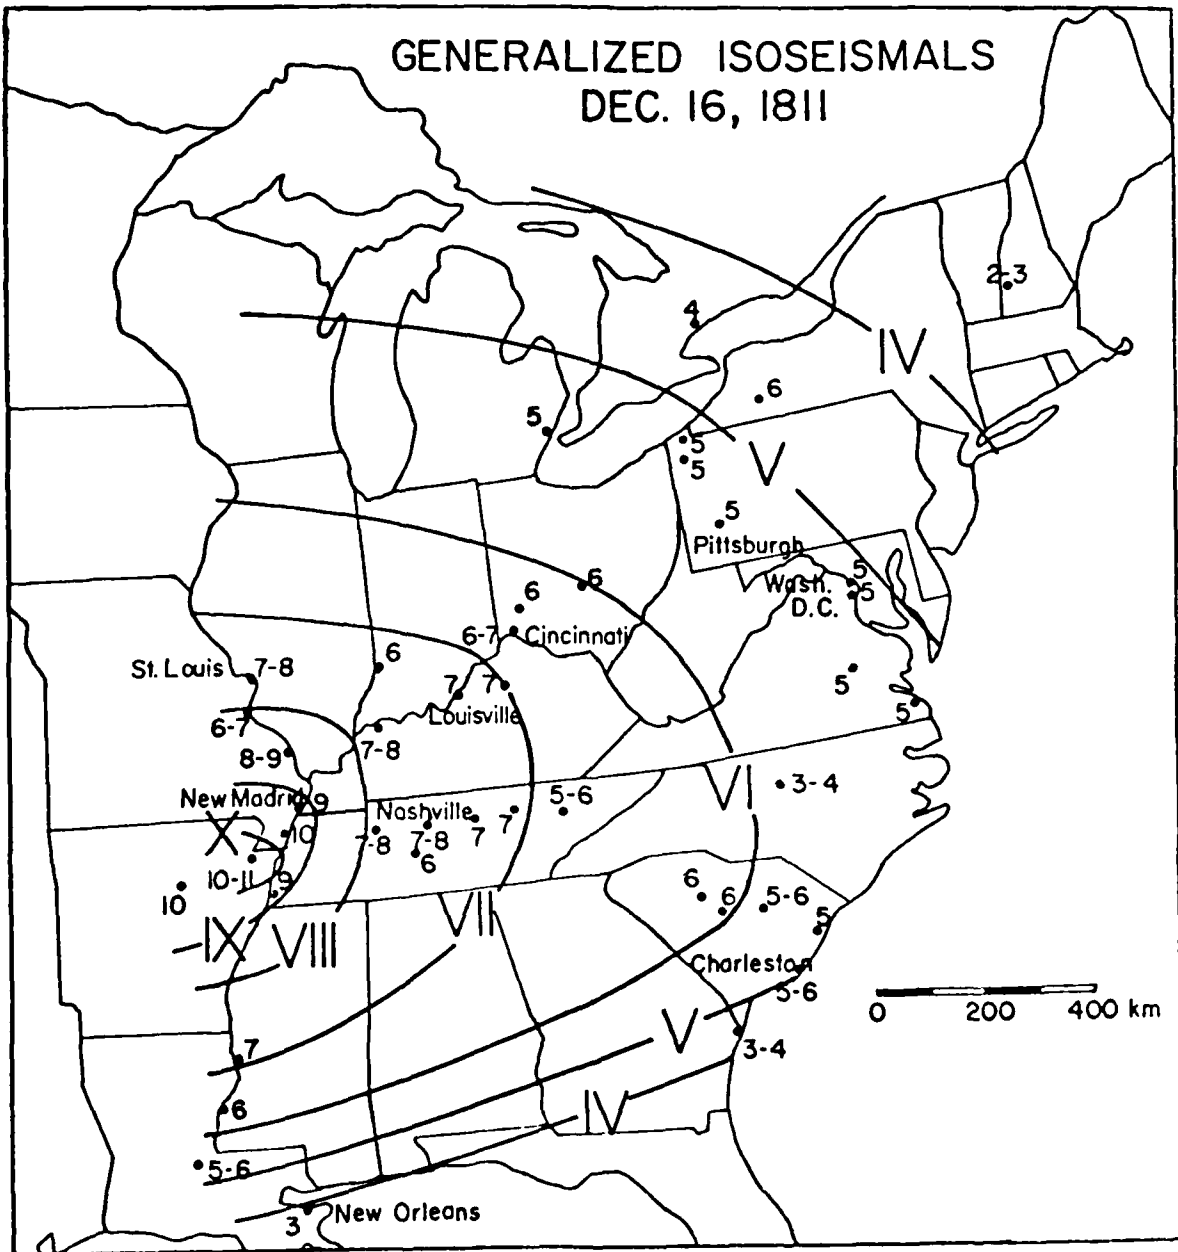 GENERALIZED ISOSEISMALS
DEC. 16, 1811
2-3
4
IV
6
5
5
5
V
5
Pittsburgh
6
6
5
Wash.
5
D.C.
6-7
Cincinnati
St. Louis
7-8
6
7
7
5
Louisville
5
6-7
7-8
8-9
VI
3-4
New Madrid
9
Nashville
5-6
X
10
7-8
7-8
7
7
6
10-11
9
10
6
6
5-6
5
IX
VIII
VII
Charleston
5-6
0
200
400 km
V
3-4
7
6
IV
5-6
3
New Orleans